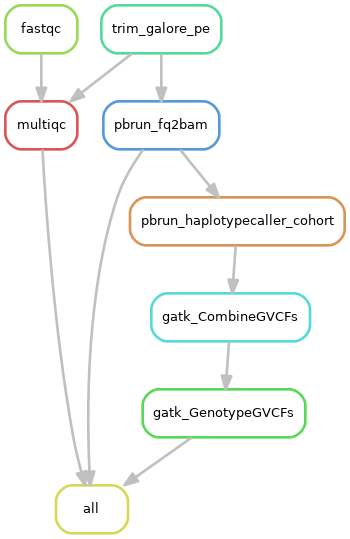 fastqc
trim_galore_pe
multiqc
pbrun_fq2bam
pbrun_haplotypecaller_cohort
gatk_CombineGVCFs
gatk_GenotypeGVCFs
all